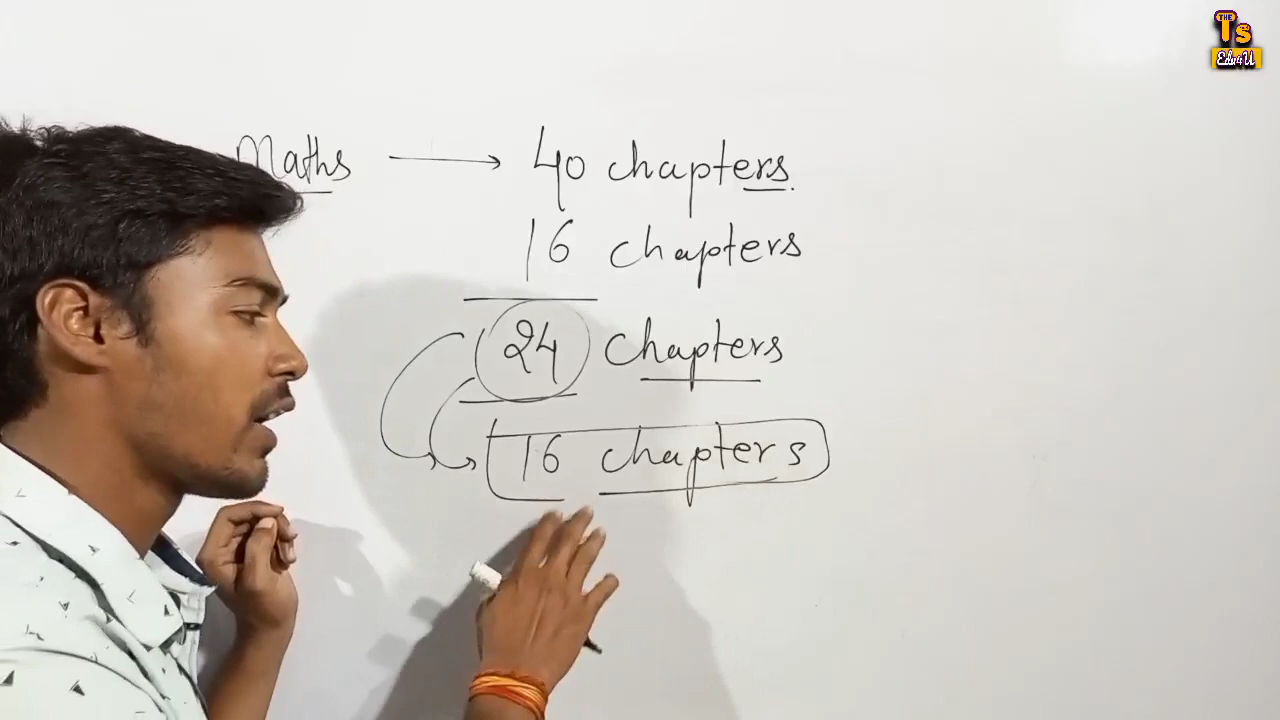 Maths → 40 chapters.
16 chapters
24 chapters
16 chapters
THE
Ts
Edu4U